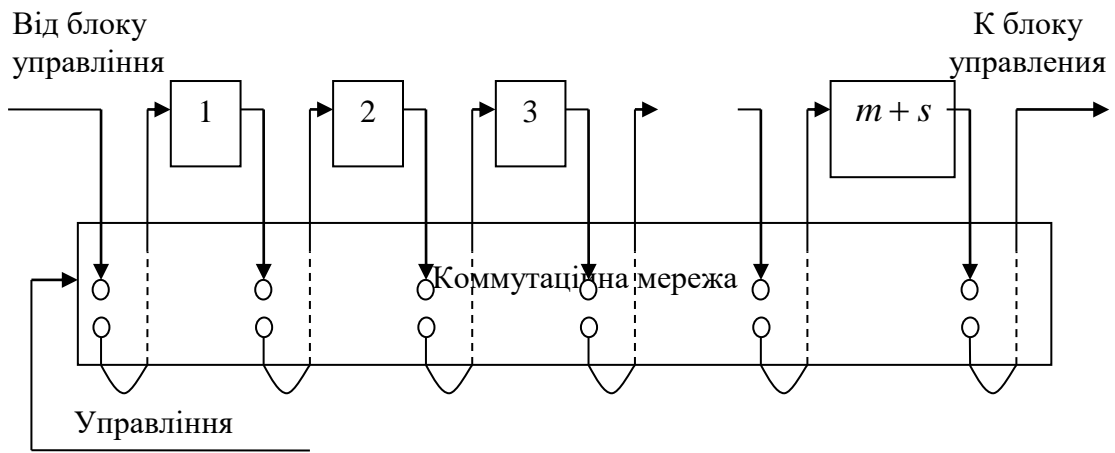 Від блоку
управління
К блоку
управления
1
2
3
m + s
Коммутаційна мережа
Управління